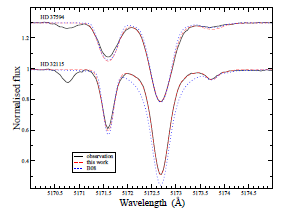 HD 37594
HD 32115
1.2
1
0.8
0.6
0.4
Normalised Flux
observation
this work
5170.5 5171 5171.5 5172 5172.5 5173 5173.5 5174 5174.5
Wavelength (Å)